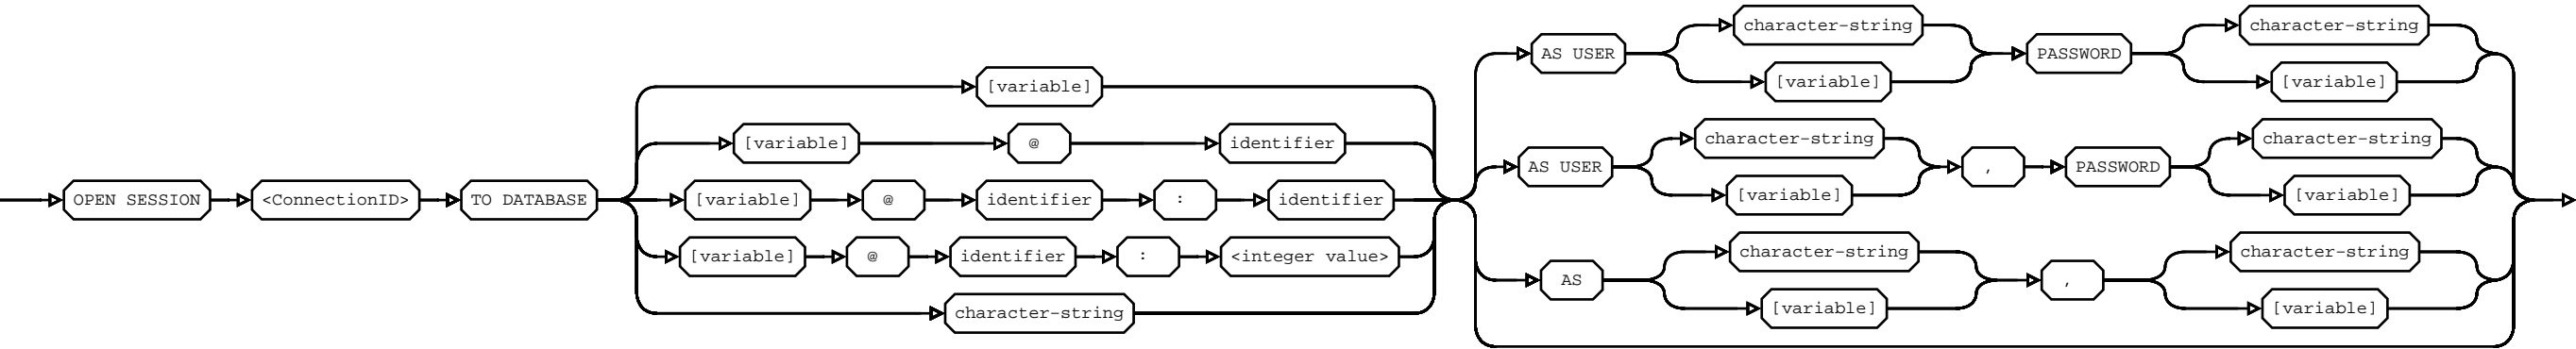 character-string character-string
AS USER PASSWORD
[variable] [variable]
[variable]
character-string character-string
[variable] @ identifier
AS USER , PASSWORD
OPEN SESSION <ConnectionID> TO DATABASE [variable] @ identifier : identifier
[variable] [variable]
[variable] @ identifier : <integer value>
character-string character-string
AS ,
character-string
[variable] [variable]